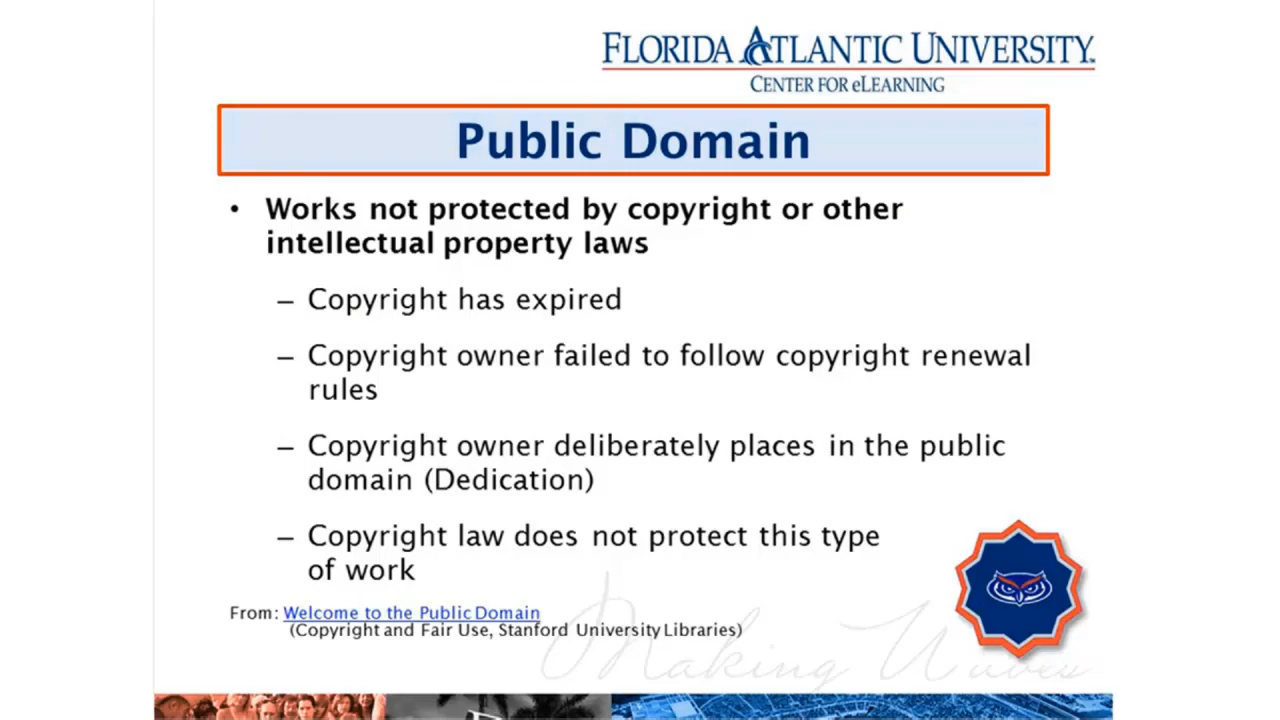 FLORIDA ATLANTIC UNIVERSITY™
CENTER FOR eLEARNING
Public Domain
• Works not protected by copyright or other
intellectual property laws
– Copyright has expired
– Copyright owner failed to follow copyright renewal
rules
– Copyright owner deliberately places in the public
domain (Dedication)
– Copyright law does not protect this type
of work
From: Welcome to the Public Domain
(Copyright and Fair Use, Stanford University Libraries)
Making Waves